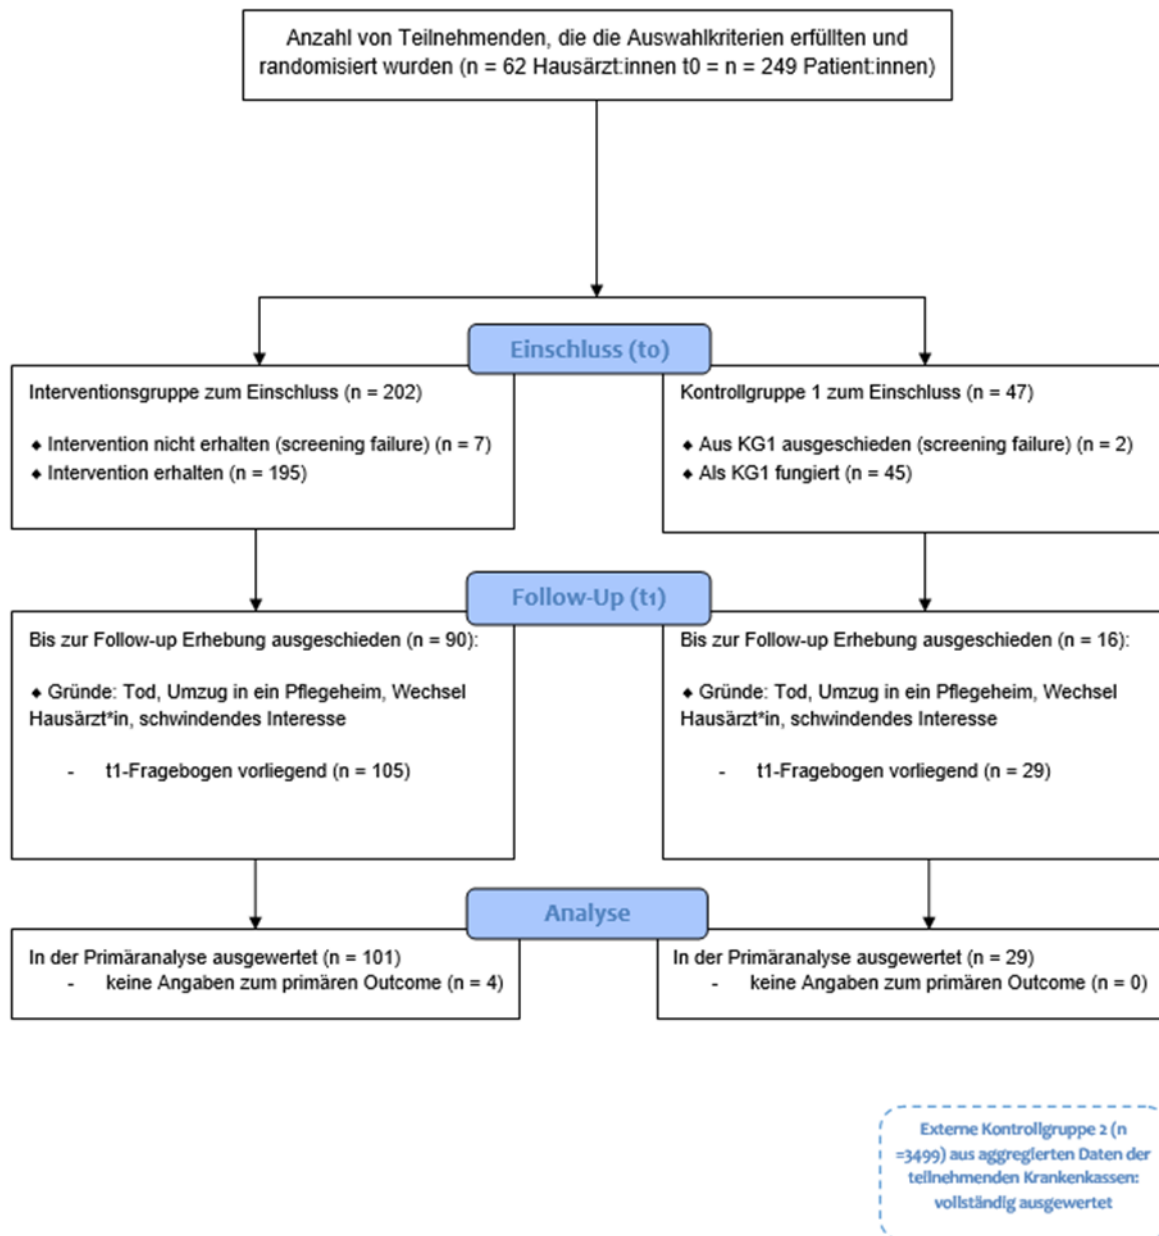 Anzahl von Teilnehmenden, die die Auswahlkriterien erfüllten und
randomisiert wurden (n = 62 Hausärzt:innen t0 = n = 249 Patient:innen)
Einschluss (t0)
Interventionsgruppe zum Einschluss (n = 202)
◆ Intervention nicht erhalten (screening failure) (n = 7)
◆ Intervention erhalten (n = 195)
Kontrollgruppe 1 zum Einschluss (n = 47)
◆ Aus KG1 ausgeschieden (screening failure) (n = 2)
◆ Als KG1 fungiert (n = 45)
Follow-Up (t1)
Bis zur Follow-up Erhebung ausgeschieden (n = 90):
◆ Gründe: Tod, Umzug in ein Pflegeheim, Wechsel
Hausärzt*in, schwindendes Interesse
- t1-Fragebogen vorliegend (n = 105)
Bis zur Follow-up Erhebung ausgeschieden (n = 16):
◆ Gründe: Tod, Umzug in ein Pflegeheim, Wechsel
Hausärzt*in, schwindendes Interesse
- t1-Fragebogen vorliegend (n = 29)
Analyse
In der Primäranalyse ausgewertet (n = 101)
- keine Angaben zum primären Outcome (n = 4)
In der Primäranalyse ausgewertet (n = 29)
- keine Angaben zum primären Outcome (n = 0)
Externe Kontrollgruppe 2 (n
=3499) aus aggregierten Daten der
teilnehmenden Krankenkassen:
vollständig ausgewertet